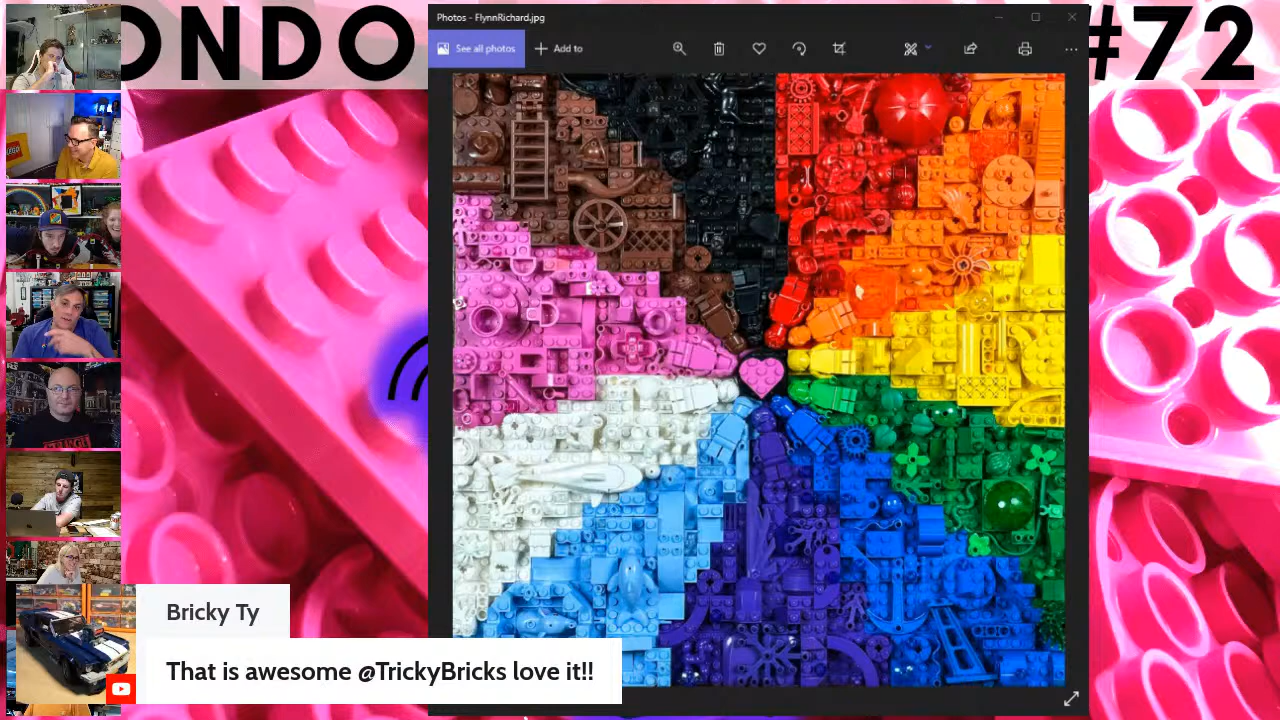 ONDO
#72
Photos - FlynnRichard.jpg
See all photos
Add to
Bricky Ty
That is awesome @TrickyBricks love it!!